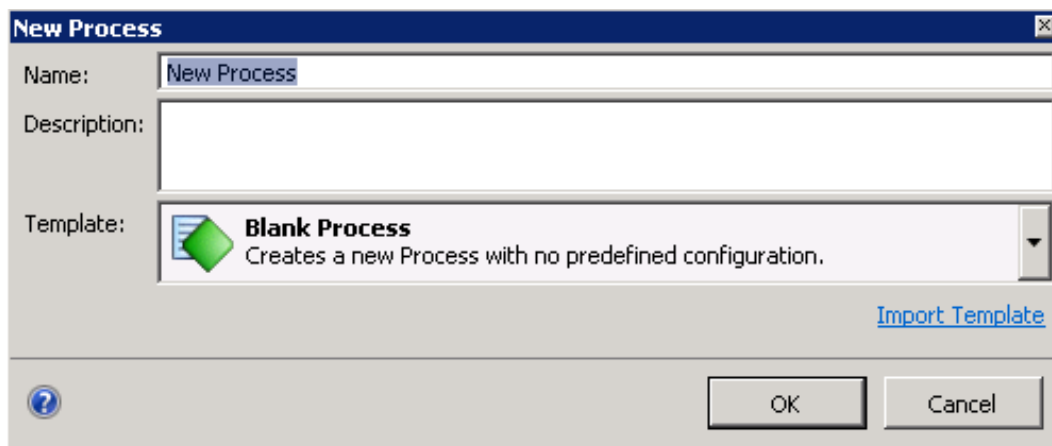 New Process
Name:
New Process
Description:
Template:
Blank Process
Creates a new Process with no predefined configuration.
Import Template
OK
Cancel